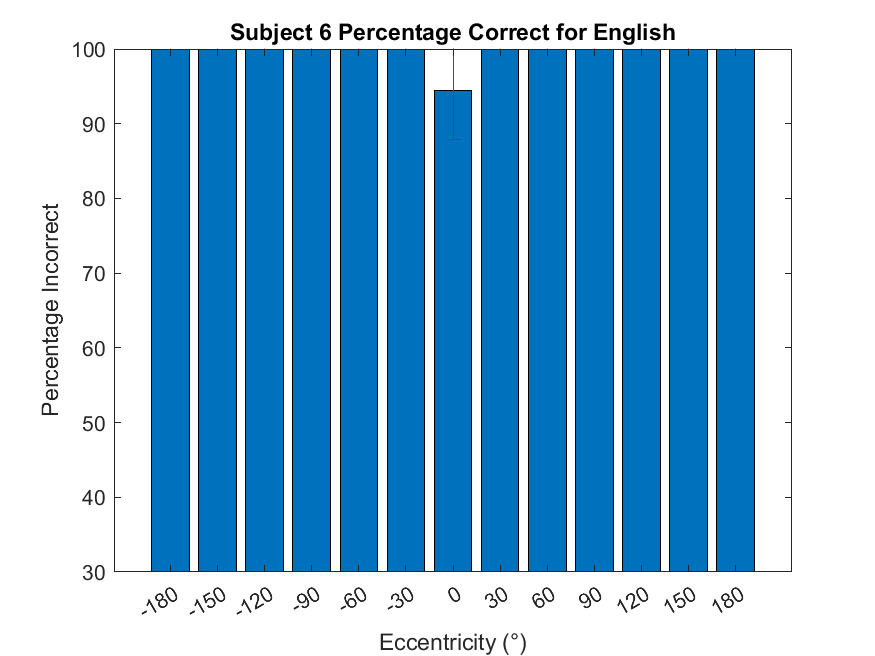 Subject 6 Percentage Correct for English
100
90
80
70
60
50
40
30
Percentage Incorrect
-180 -150 -120 -90 -60 -30 0 30 60 90 120 150 180
Eccentricity (°)